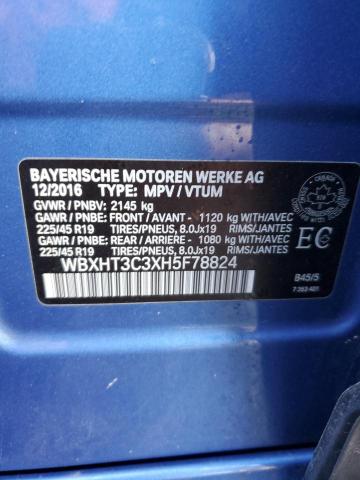 BAYERISCHE MOTOREN WERKE AG
12/2016 TYPE: MPV / VTUM
GVWR / PNBV: 2145 kg
GAWR / PNBE: FRONT / AVANT - 1120 kg WITH/AVEC
225/45 R19 TIRES/PNEUS, 8.0Jx19 RIMS/JANTES
GAWR / PNBE: REAR / ARRIERE - 1080 kg WITH/AVEC
225/45 R19 TIRES/PNEUS, 8.0Jx19 RIMS/JANTES
WBXHT3C3XH5F78824
CANADA
EC
B45/5